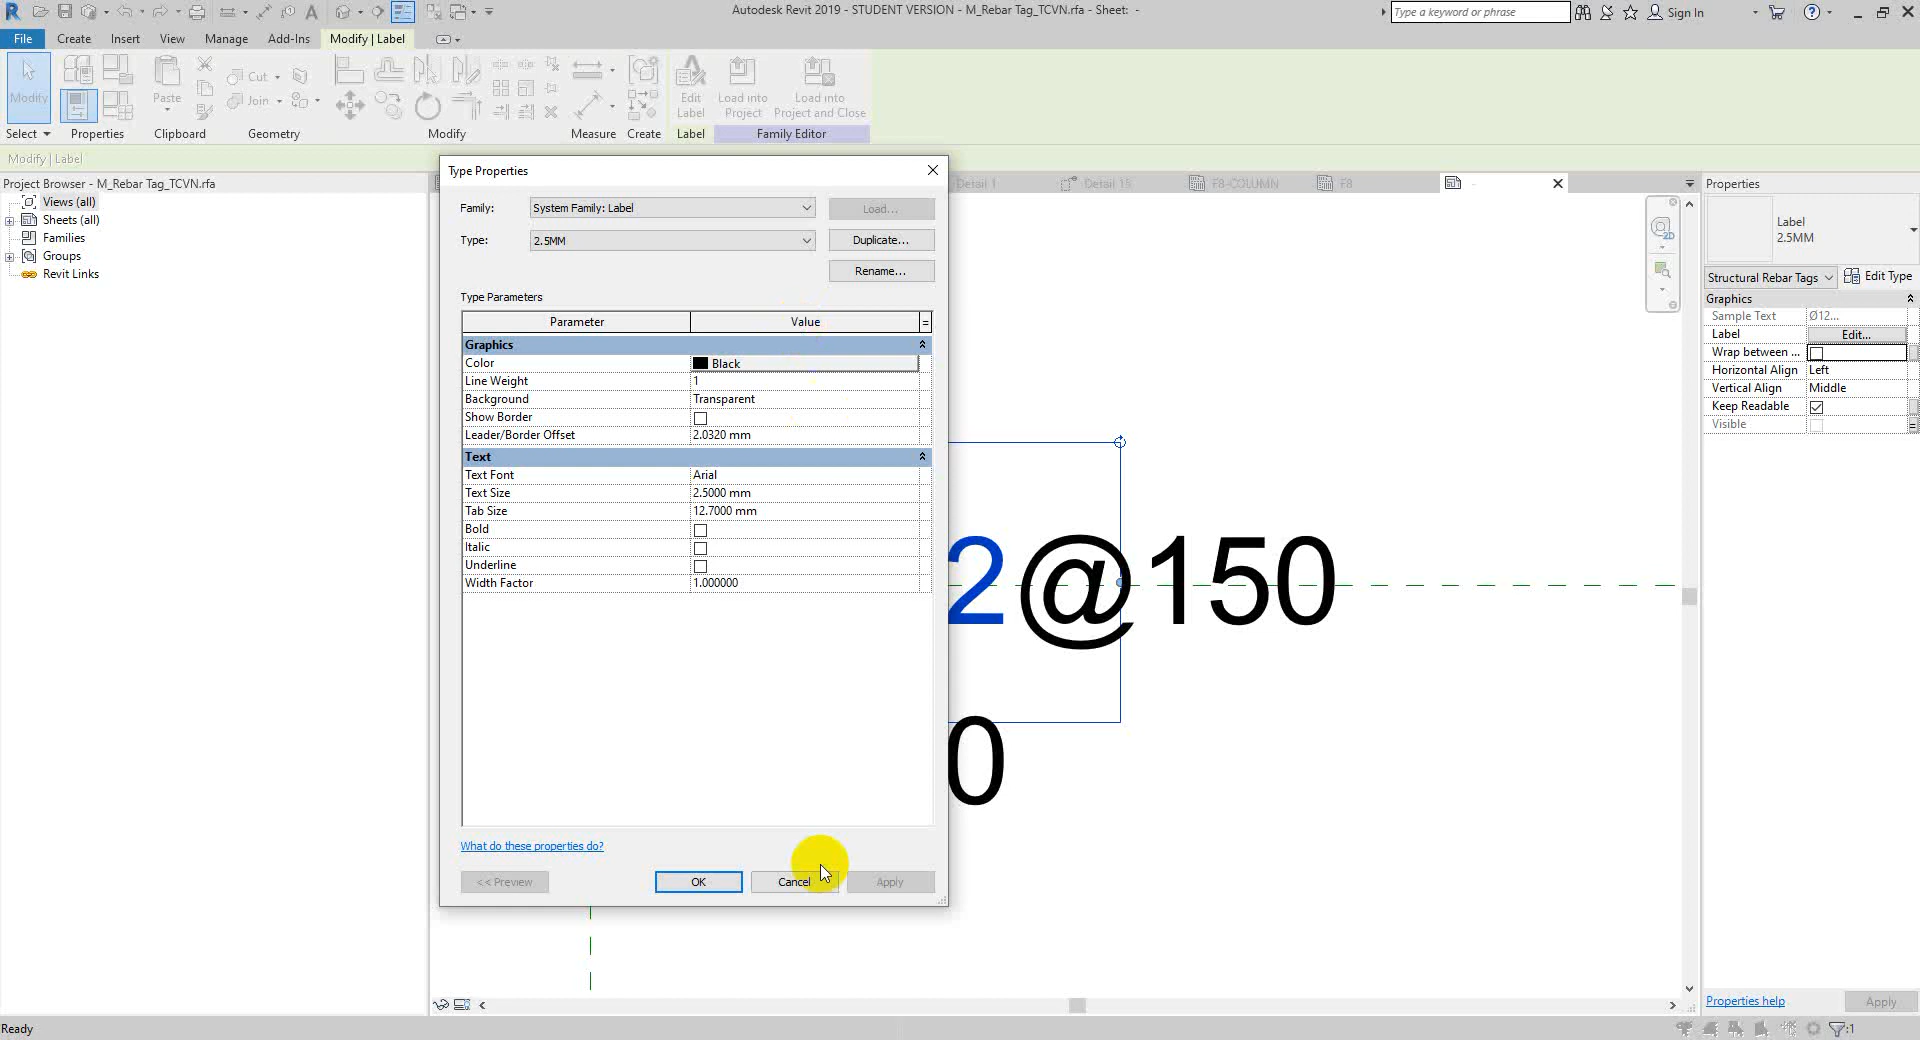 Autodesk Revit 2019 - STUDENT VERSION - M_Rebar Tag_TCVN.rfa - Sheet: -
Type a keyword or phrase
Sign In
File Create Insert View Manage Add-Ins Modify | Label
Modify
Paste
Cut
Join
Edit Label
Load into Project
Load into Project and Close
Select Properties Clipboard Geometry Modify Measure Create Label Family Editor
Modify | Label
Project Browser - M_Rebar Tag_TCVN.rfa
Views (all)
Sheets (all)
Families
Groups
Revit Links
Detail 1
Detail 15
F8-COLUMN
F8
-
Type Properties
Family: System Family: Label Load...
Type: 2.5MM Duplicate...
Rename...
Type Parameters
Parameter Value =
Graphics
Color Black
Line Weight 1
Background Transparent
Show Border
Leader/Border Offset 2.0320 mm
Text
Text Font Arial
Text Size 2.5000 mm
Tab Size 12.7000 mm
Bold
Italic
Underline
Width Factor 1.000000
What do these properties do?
<< Preview OK Cancel Apply
2@150
0
2D
Properties
Label
2.5MM
Structural Rebar Tags Edit Type
Graphics
Sample Text Ø12...
Label Edit...
Wrap between ...
Horizontal Align Left
Vertical Align Middle
Keep Readable
Visible
Properties help Apply
Ready
:1